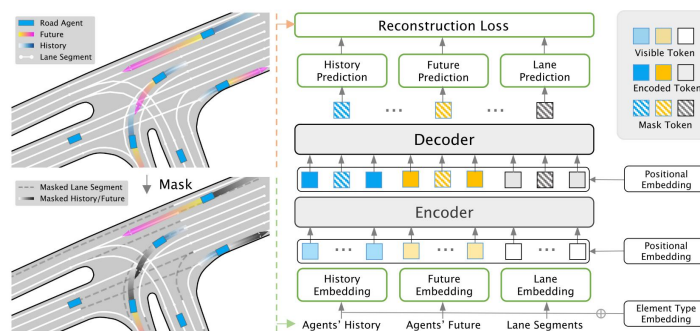 Road Agent
Future
History
Lane Segment
Mask
Masked Lane Segment
Masked History/Future
Reconstruction Loss
History
Prediction
Future
Prediction
Lane
Prediction
...
...
Decoder
Encoder
...
...
...
History
Embedding
Future
Embedding
Lane
Embedding
Agents' History
Agents' Future
Lane Segments
Visible Token
Encoded Token
Mask Token
Positional
Embedding
Positional
Embedding
Element Typ
Embedding